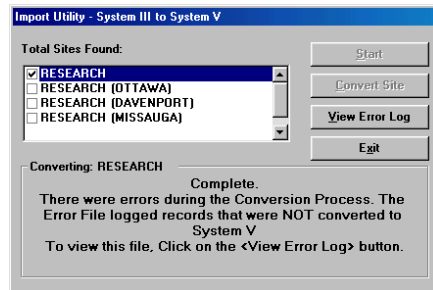 Import Utility - System III to System V
Total Sites Found:
RESEARCH
RESEARCH (OTTAWA)
RESEARCH (DAVENPORT)
RESEARCH (MISSAUGA)
Start
Convert Site
View Error Log
Exit
Converting: RESEARCH
Complete.
There were errors during the Conversion Process. The
Error File logged records that were NOT converted to
System V
To view this file, Click on the <View Error Log> button.